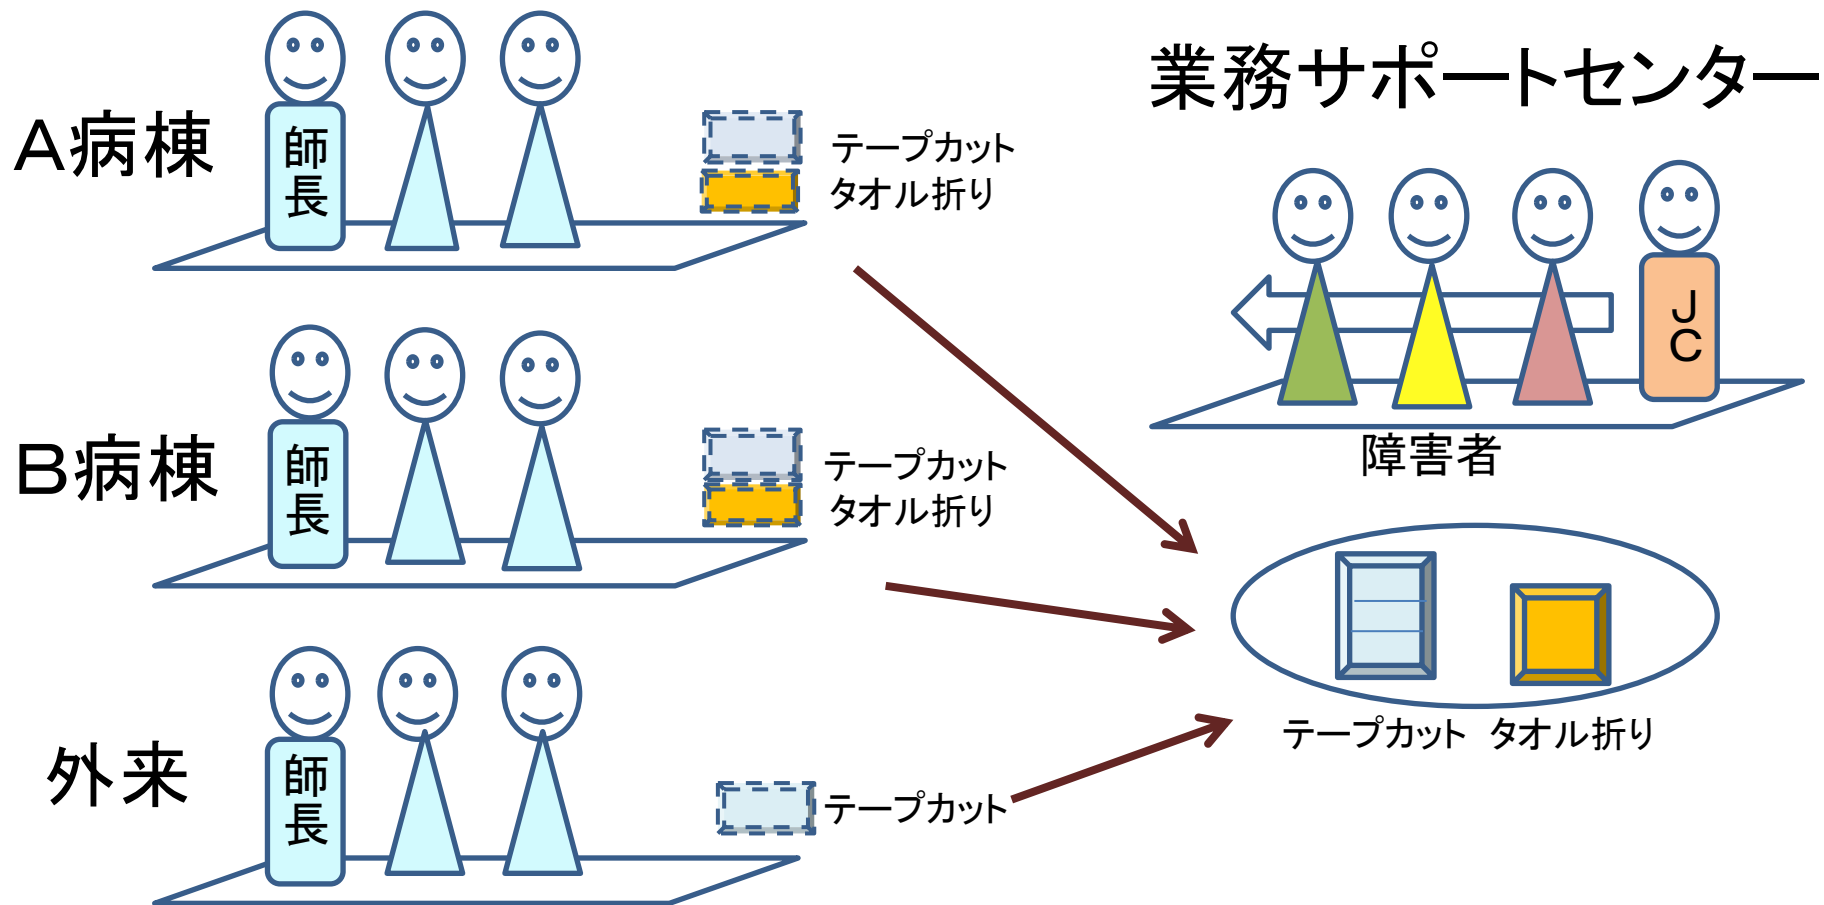 A病棟
師長
テープカット
タオル折り
業務サポートセンター
JC
障害者
B病棟
師長
テープカット
タオル折り
テープカット
タオル折り
外来
師長
テープカット